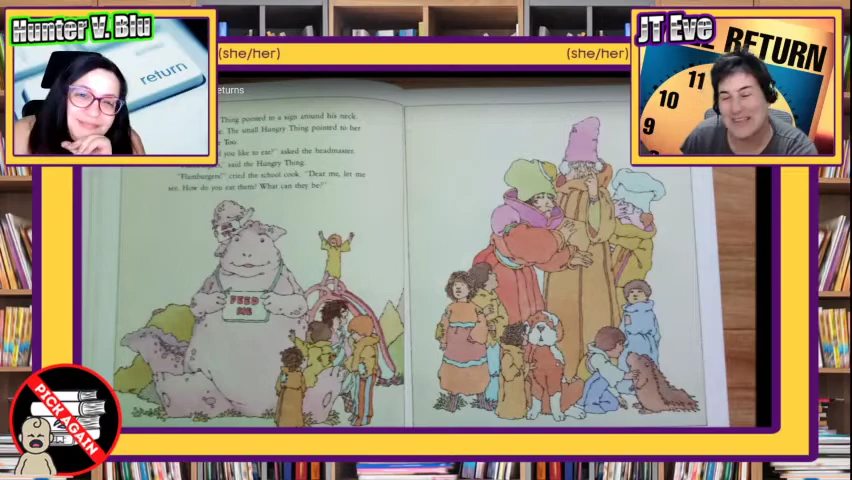 Hunter V. Blu
(she/her)
(she/her)
JT Eve
return
RETURN
11
10
9
eturns
Thing pointed to a sign around his neck.
The small Hungry Thing pointed to her
Too
you like to eat?" asked the headmaster.
said the Hungry Thing.
"Flamburgers!" cried the school cook. "Dear me, let me
see. How do you eat them? What can they be?"
FEED
ME
PICK AGAIN